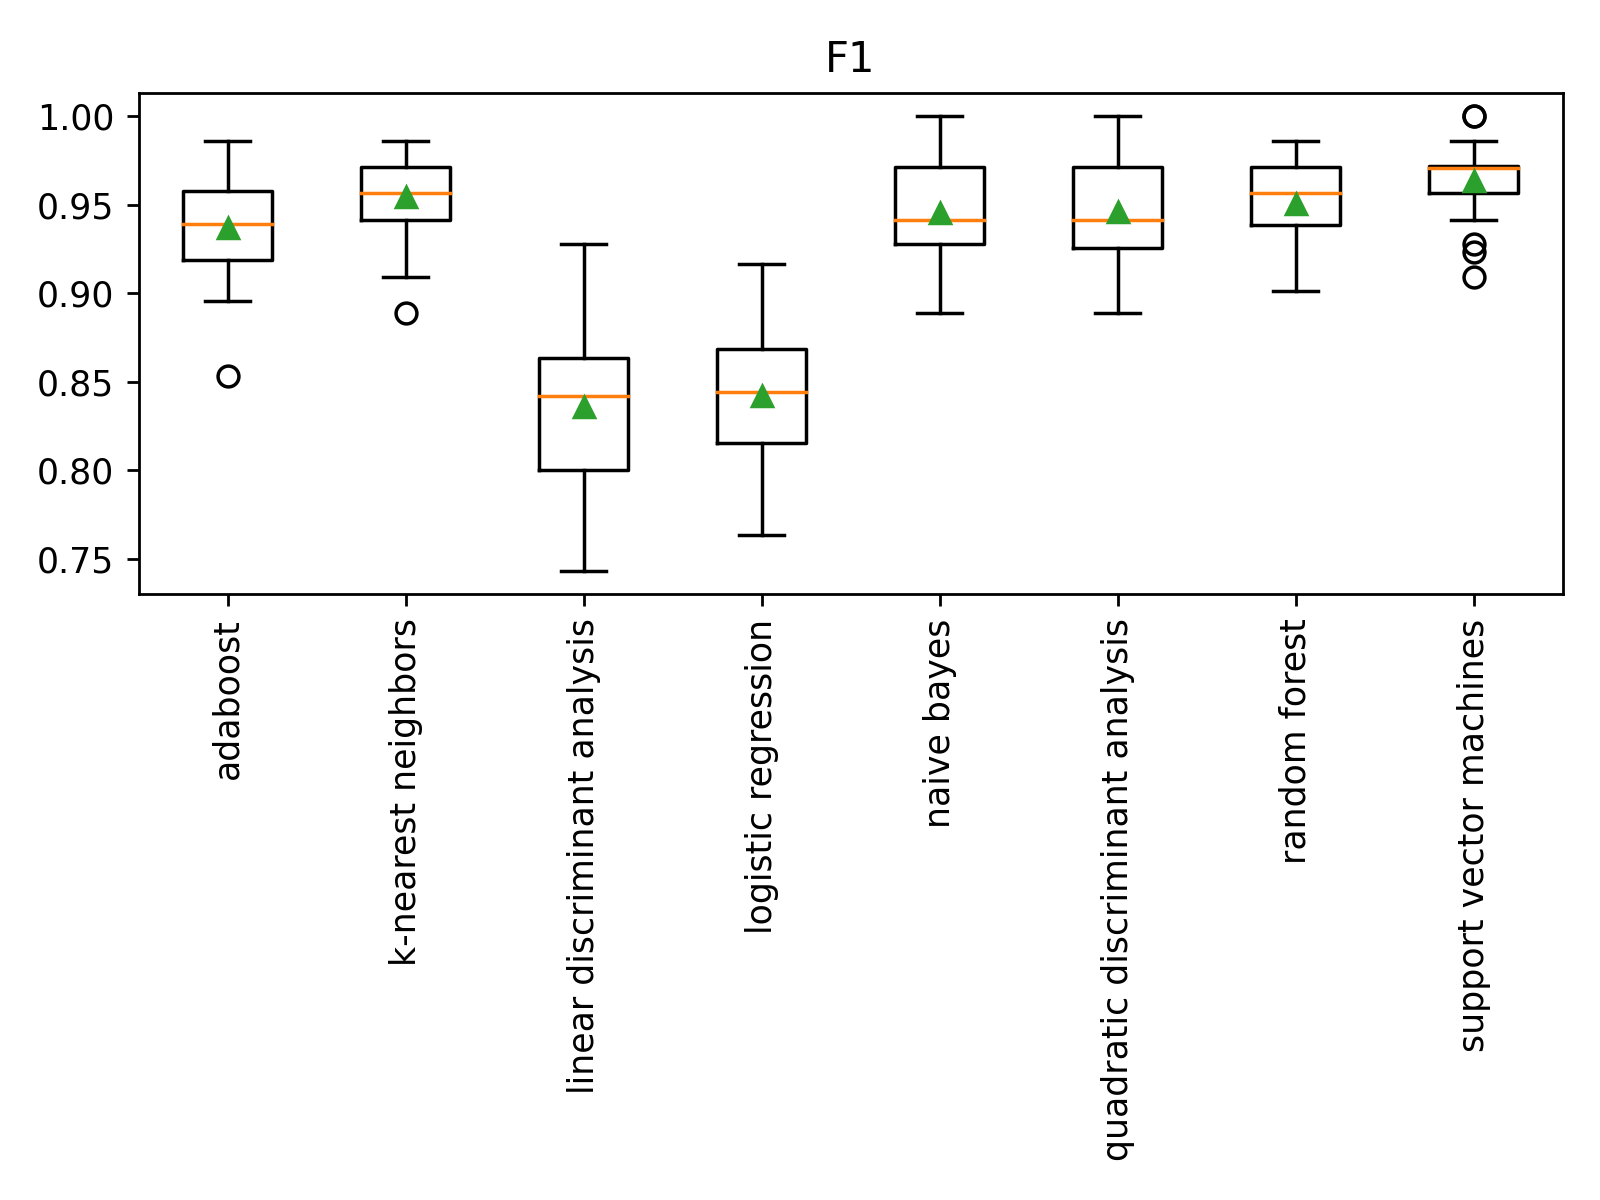 F1
1.00
0.95
0.90
0.85
0.80
0.75
adaboost
k-nearest neighbors
linear discriminant analysis
logistic regression
naive bayes
quadratic discriminant analysis
random forest
support vector machines